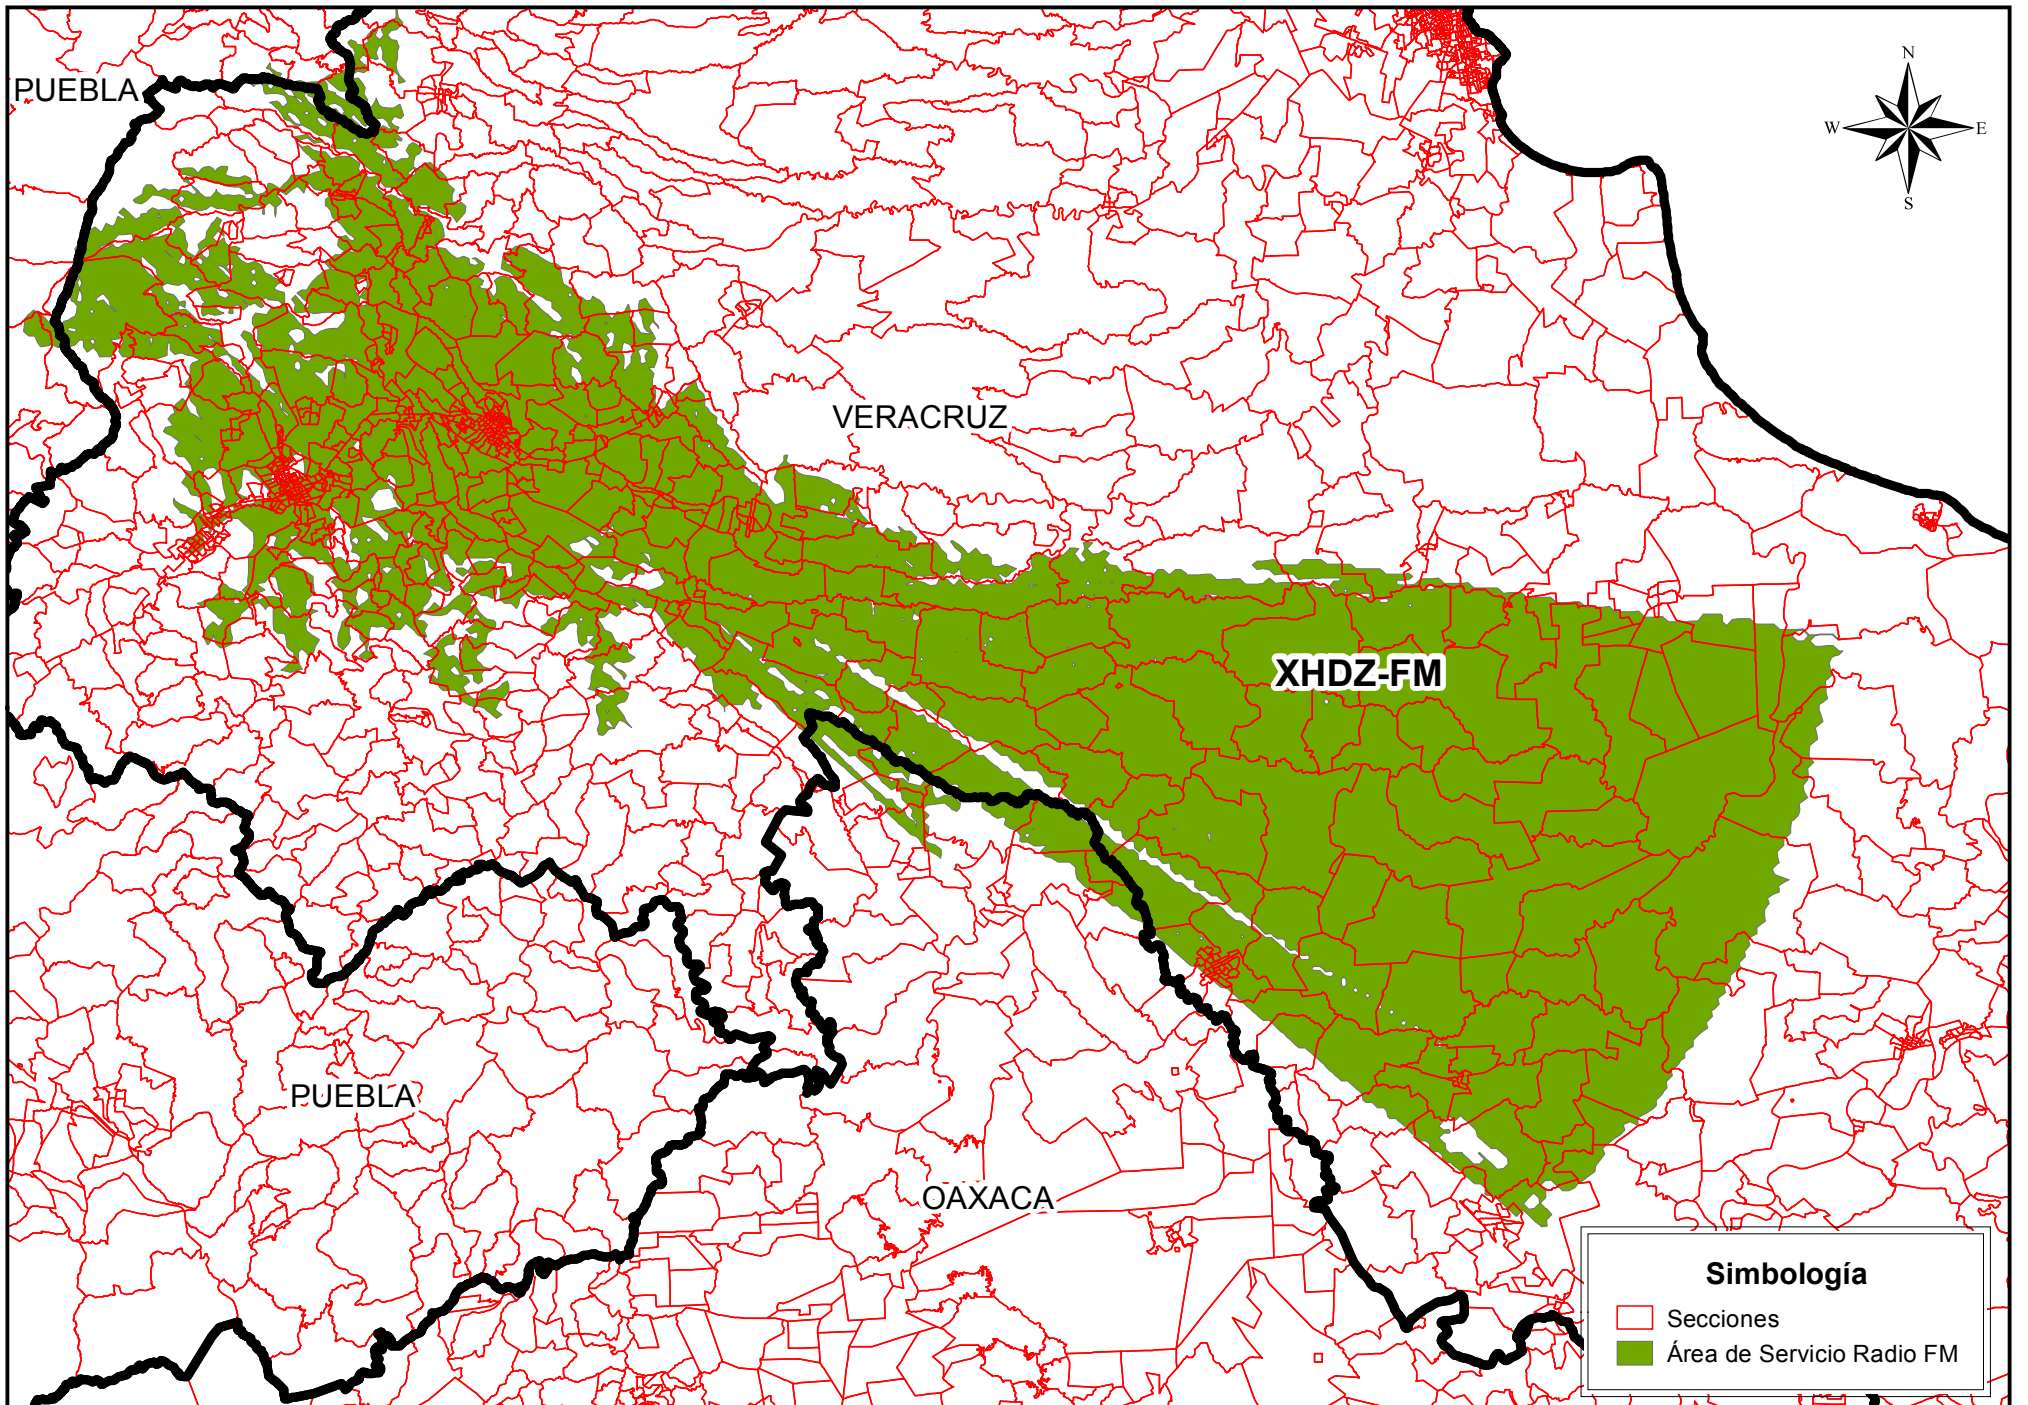 PUEBLA
N
W
E
S
VERACRUZ
XHDZ-FM
PUEBLA
OAXACA
Simbología
Secciones
Área de Servicio Radio FM